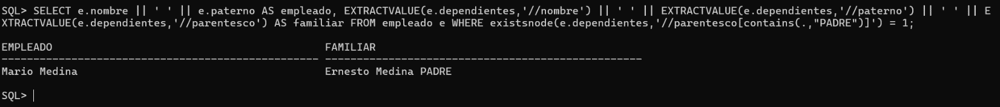 SQL> SELECT e.nombre || ' ' || e.paterno AS empleado, EXTRACTVALUE(e.dependientes,'//nombre') || ' ' || EXTRACTVALUE(e.dependientes,'//paterno') || ' ' || E
XTRACTVALUE(e.dependientes,'//parentesco') AS familiar FROM empleado e WHERE existsnode(e.dependientes,'//parentesco[contains(.,"PADRE")]') = 1;
EMPLEADO FAMILIAR
-------------------------------------------------- --------------------------------------------------
Mario Medina Ernesto Medina PADRE
SQL>